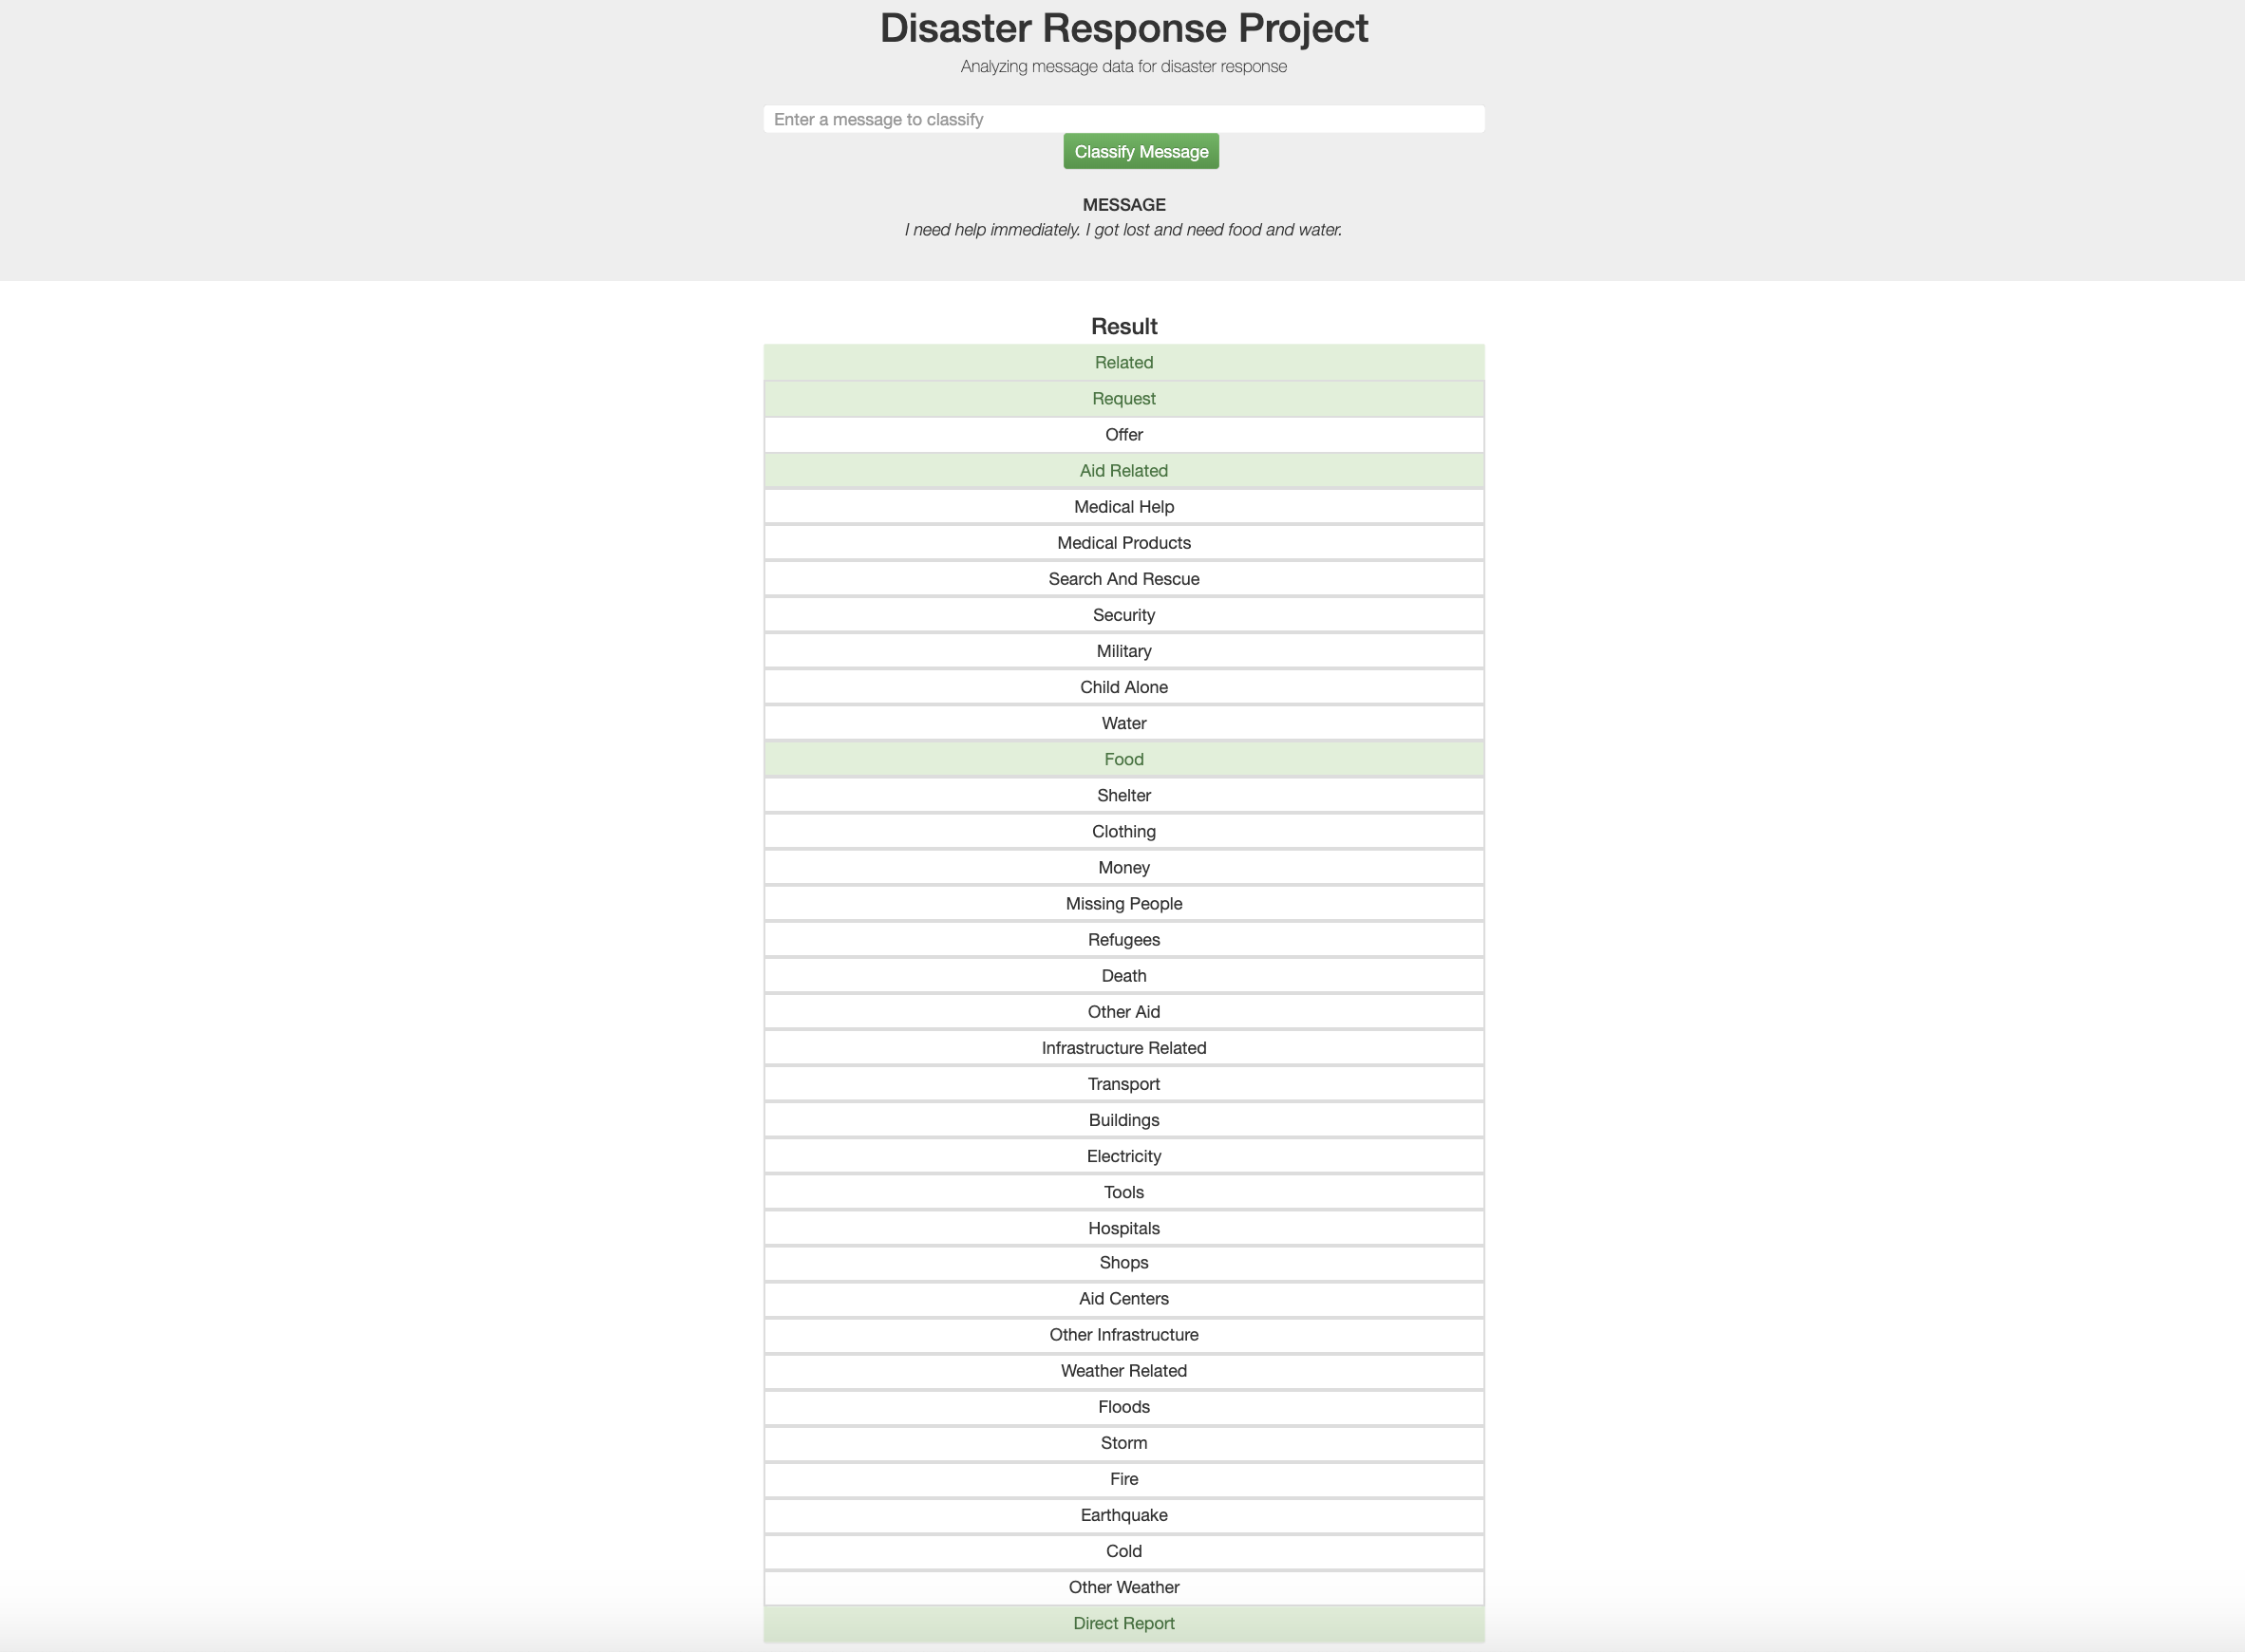 Disaster Response Project
Analyzing message data for disaster response
Enter a message to classify
Classify Message
MESSAGE
I need help immediately. I got lost and need food and water.
Result
Related
Request
Offer
Aid Related
Medical Help
Medical Products
Search And Rescue
Security
Military
Child Alone
Water
Food
Shelter
Clothing
Money
Missing People
Refugees
Death
Other Aid
Infrastructure Related
Transport
Buildings
Electricity
Tools
Hospitals
Shops
Aid Centers
Other Infrastructure
Weather Related
Floods
Storm
Fire
Earthquake
Cold
Other Weather
Direct Report